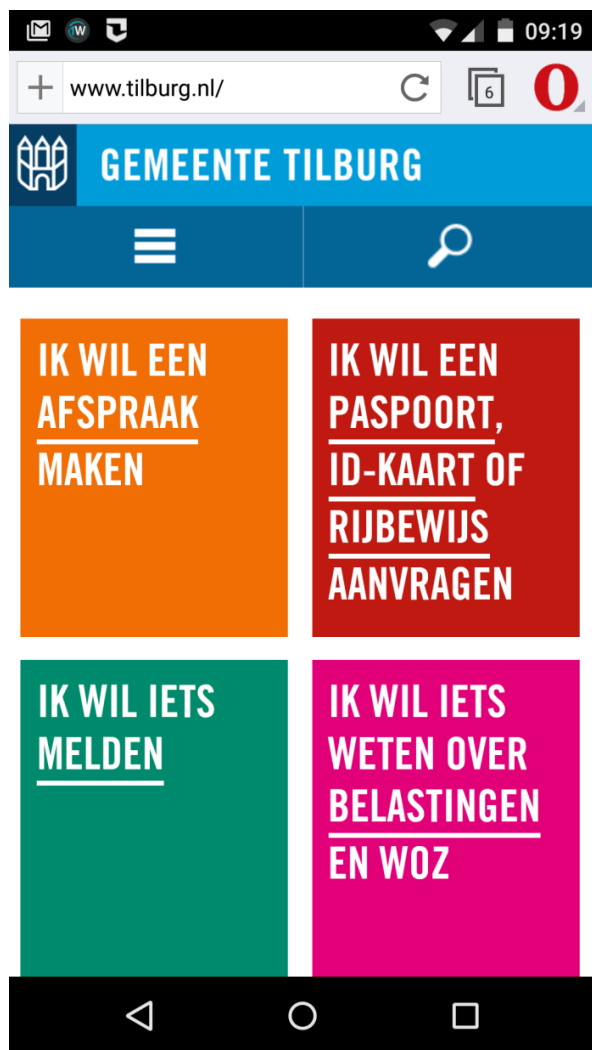 09:19
www.tilburg.nl/
6
GEMEENTE TILBURG
IK WIL EEN
AFSPRAAK
MAKEN
IK WIL EEN
PASPOORT,
ID-KAART OF
RIJBEWIJS
AANVRAGEN
IK WIL IETS
MELDEN
IK WIL IETS
WETEN OVER
BELASTINGEN
EN WOZ